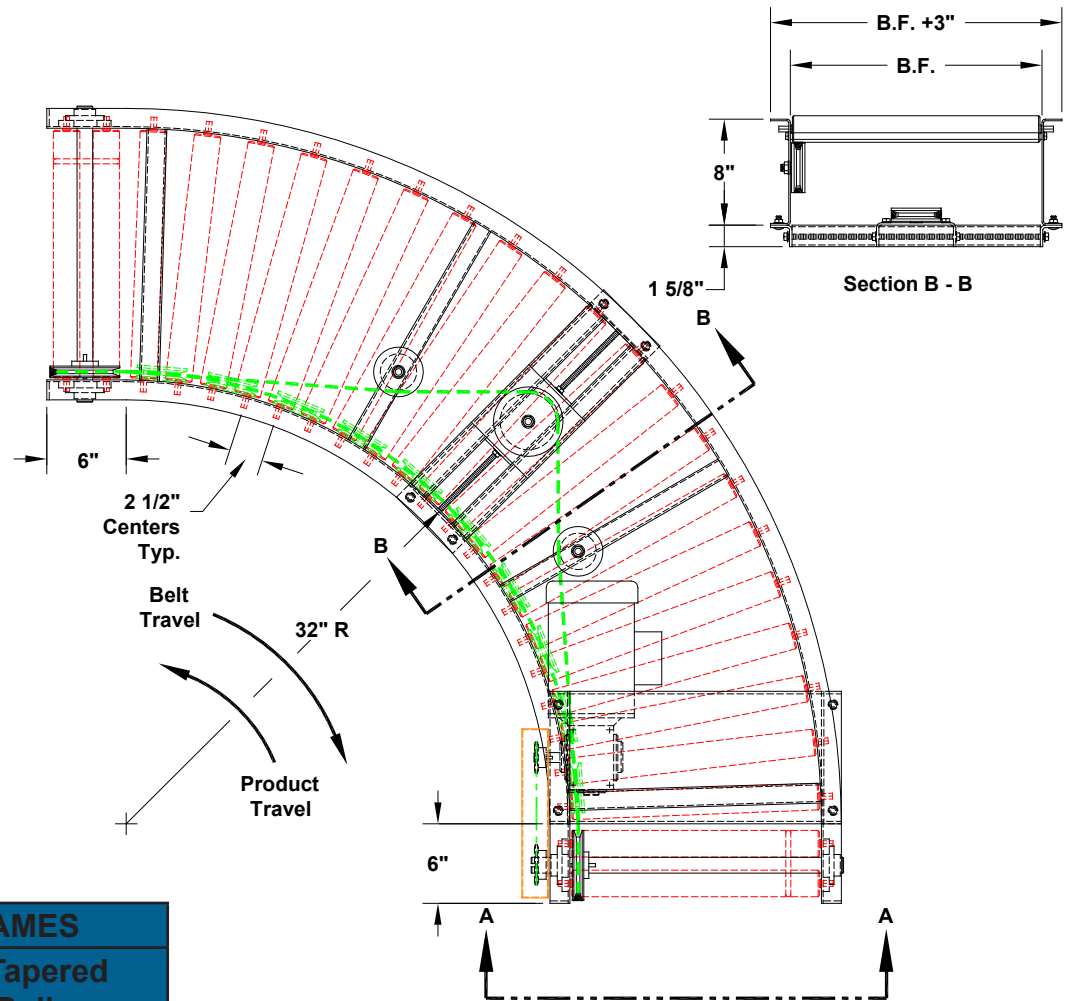 B.F. +3"
B.F.
8"
1 5/8"
Section B - B
B
B
6"
2 1/2"
Centers
Typ.
Belt
Travel
32" R
Product
Travel
6"
A
A
AMES
Tapered